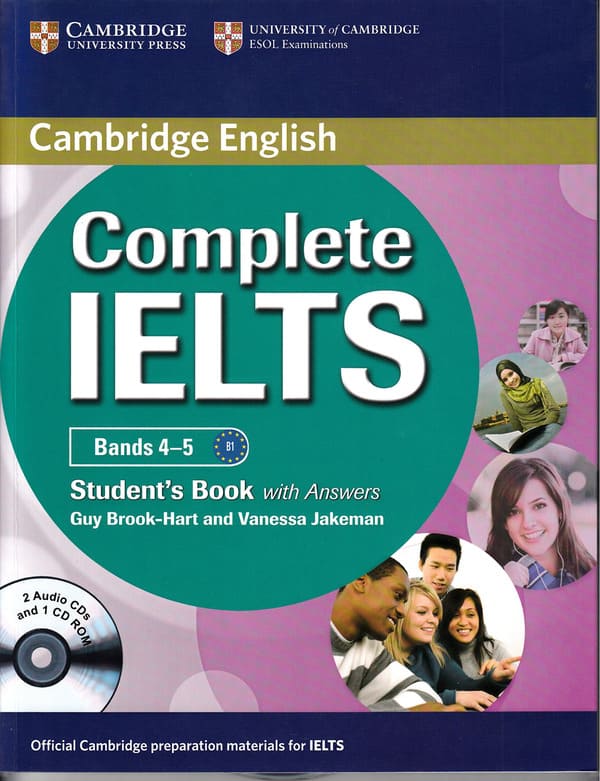 CAMBRIDGE
UNIVERSITY PRESS
UNIVERSITY of CAMBRIDGE
ESOL Examinations
Cambridge English
Complete
IELTS
Bands 4–5 B1
Student's Book with Answers
Guy Brook-Hart and Vanessa Jakeman
2 Audio CDs
and 1 CD ROM
Official Cambridge preparation materials for IELTS